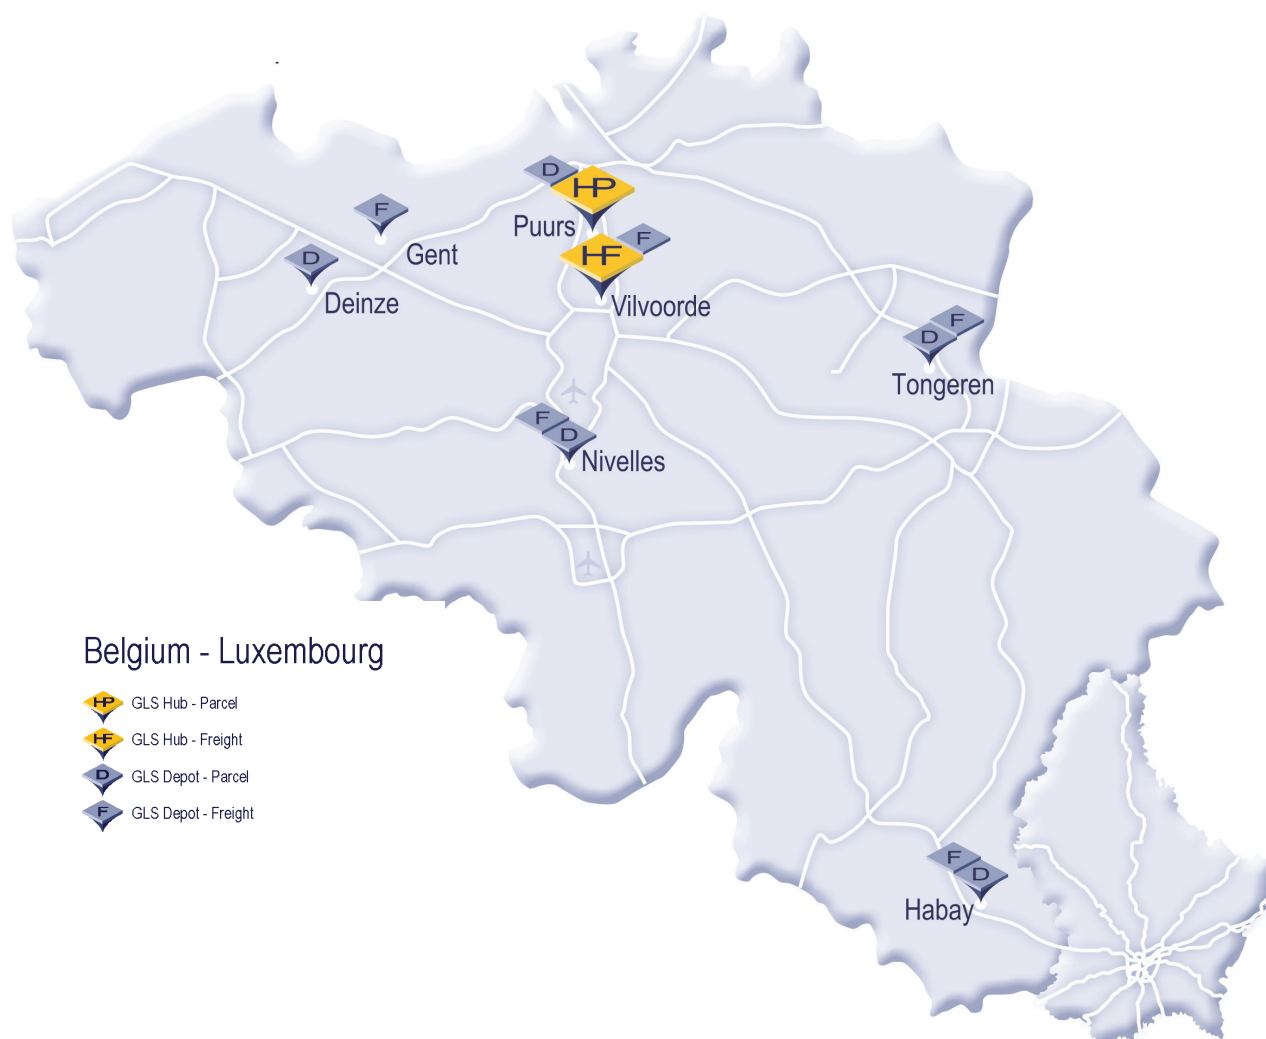 D
HP
Puurs
F
Gent
F
HF
D
Deinze
Vilvoorde
F
D
Tongeren
F
D
Nivelles
Belgium - Luxembourg
HP GLS Hub - Parcel
HF GLS Hub - Freight
D GLS Depot - Parcel
F GLS Depot - Freight
F
D
Habay